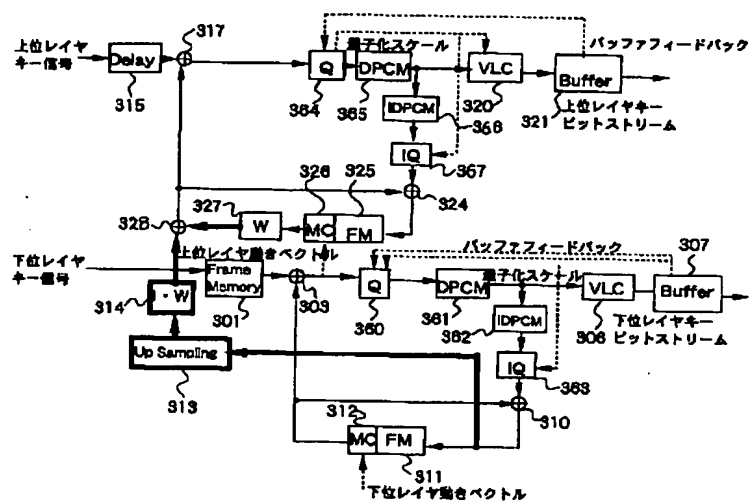 317
上位レイヤ
キー信号
Delay
315
Q
364
量子化スケール
DPCM
365
VLC
320
バッファフィードバック
Buffer
321
上位レイヤキー
ビットストリーム
IDPCM
366
IQ
367
324
326
325
327
W
MC
FM
328
上位レイヤ動きベクトル
下位レイヤ
キー信号
Frame
Memory
301
303
314
Up Sampling
313
Q
360
バッファフィードバック
307
DPCM
361
量子化スケール
VLC
306
Buffer
下位レイヤキー
ビットストリーム
IDPCM
362
IQ
363
310
312
MC
FM
311
下位レイヤ動きベクトル